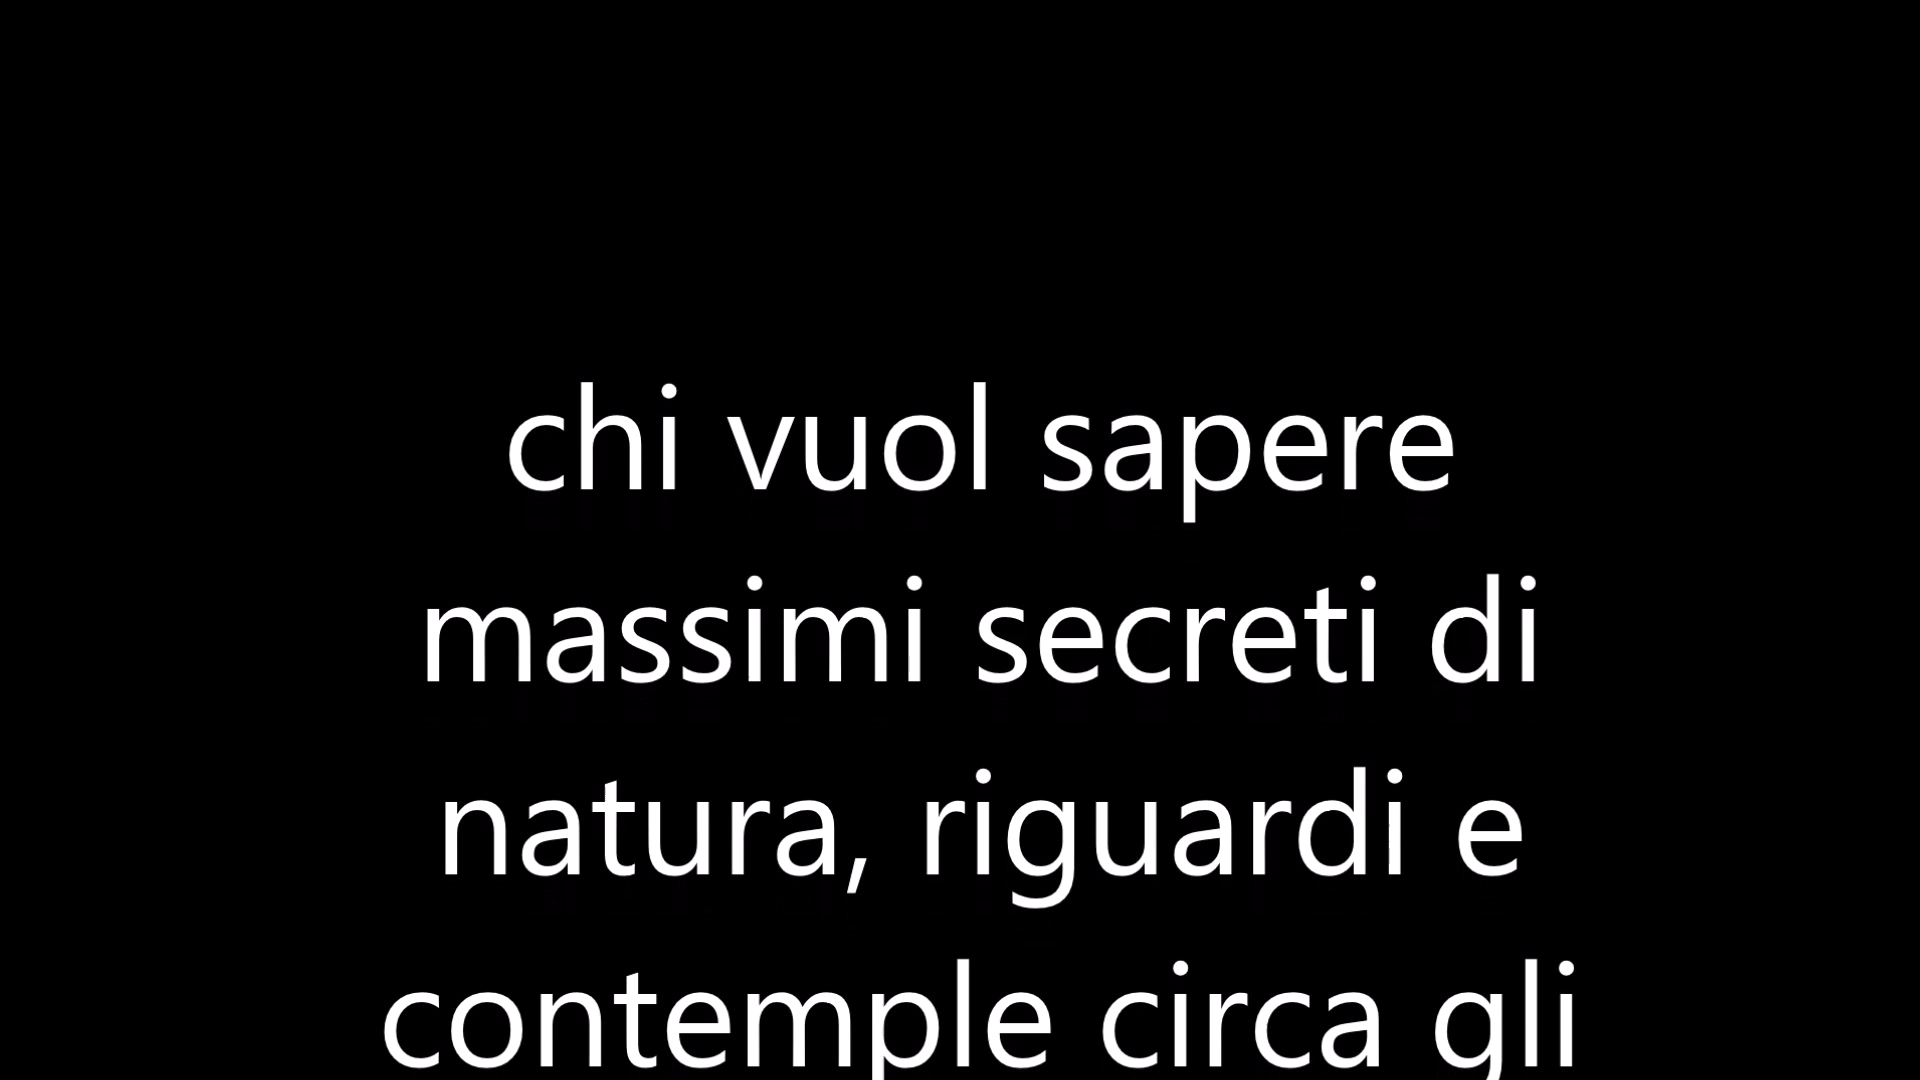 chi vuol sapere
massimi secreti di
natura, riguardi e
contemple circa gli